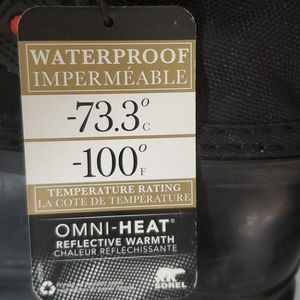 WATERPROOF
IMPERMÉABLE
-73.3°C
-100°F
TEMPERATURE RATING
LA COTE DE TEMPÉRATURE
OMNI-HEAT®
REFLECTIVE WARMTH
CHALEUR RÉFLÉCHISSANTE
SOREL